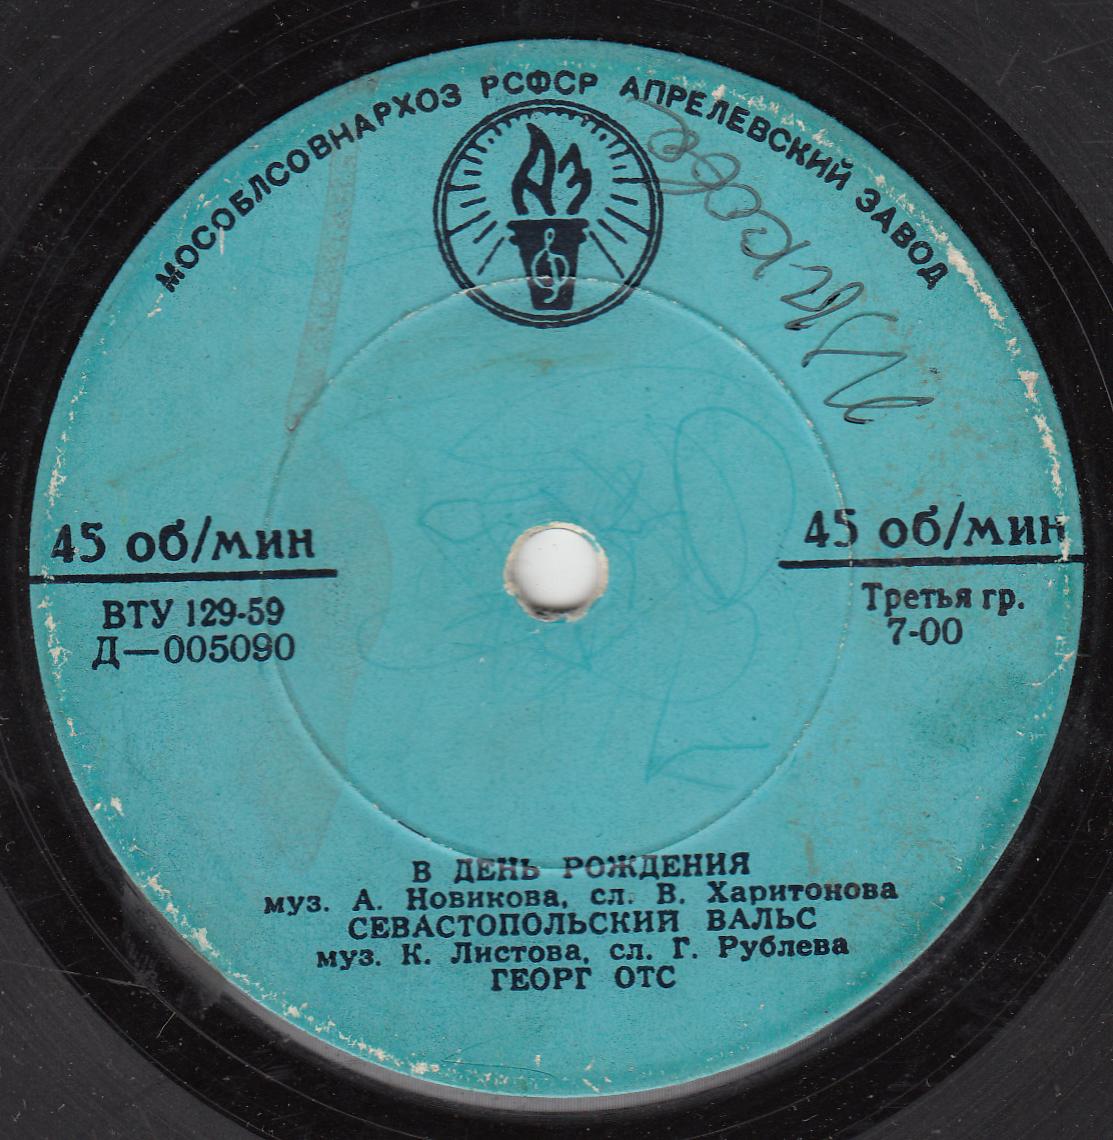 МОСОБЛСОВНАРХОЗ РСФСР АПРЕЛЕВСКИЙ ЗАВОД
АЗ
45 об/мин
ВТУ 129-59
Д—005090
45 об/мин
Третья гр.
7-00
В ДЕНЬ РОЖДЕНИЯ
муз. А. Новикова, сл. В. Харитонова
СЕВАСТОПОЛЬСКИЙ ВАЛЬС
муз. К. Листова, сл. Г. Рублева
ГЕОРГ ОТС